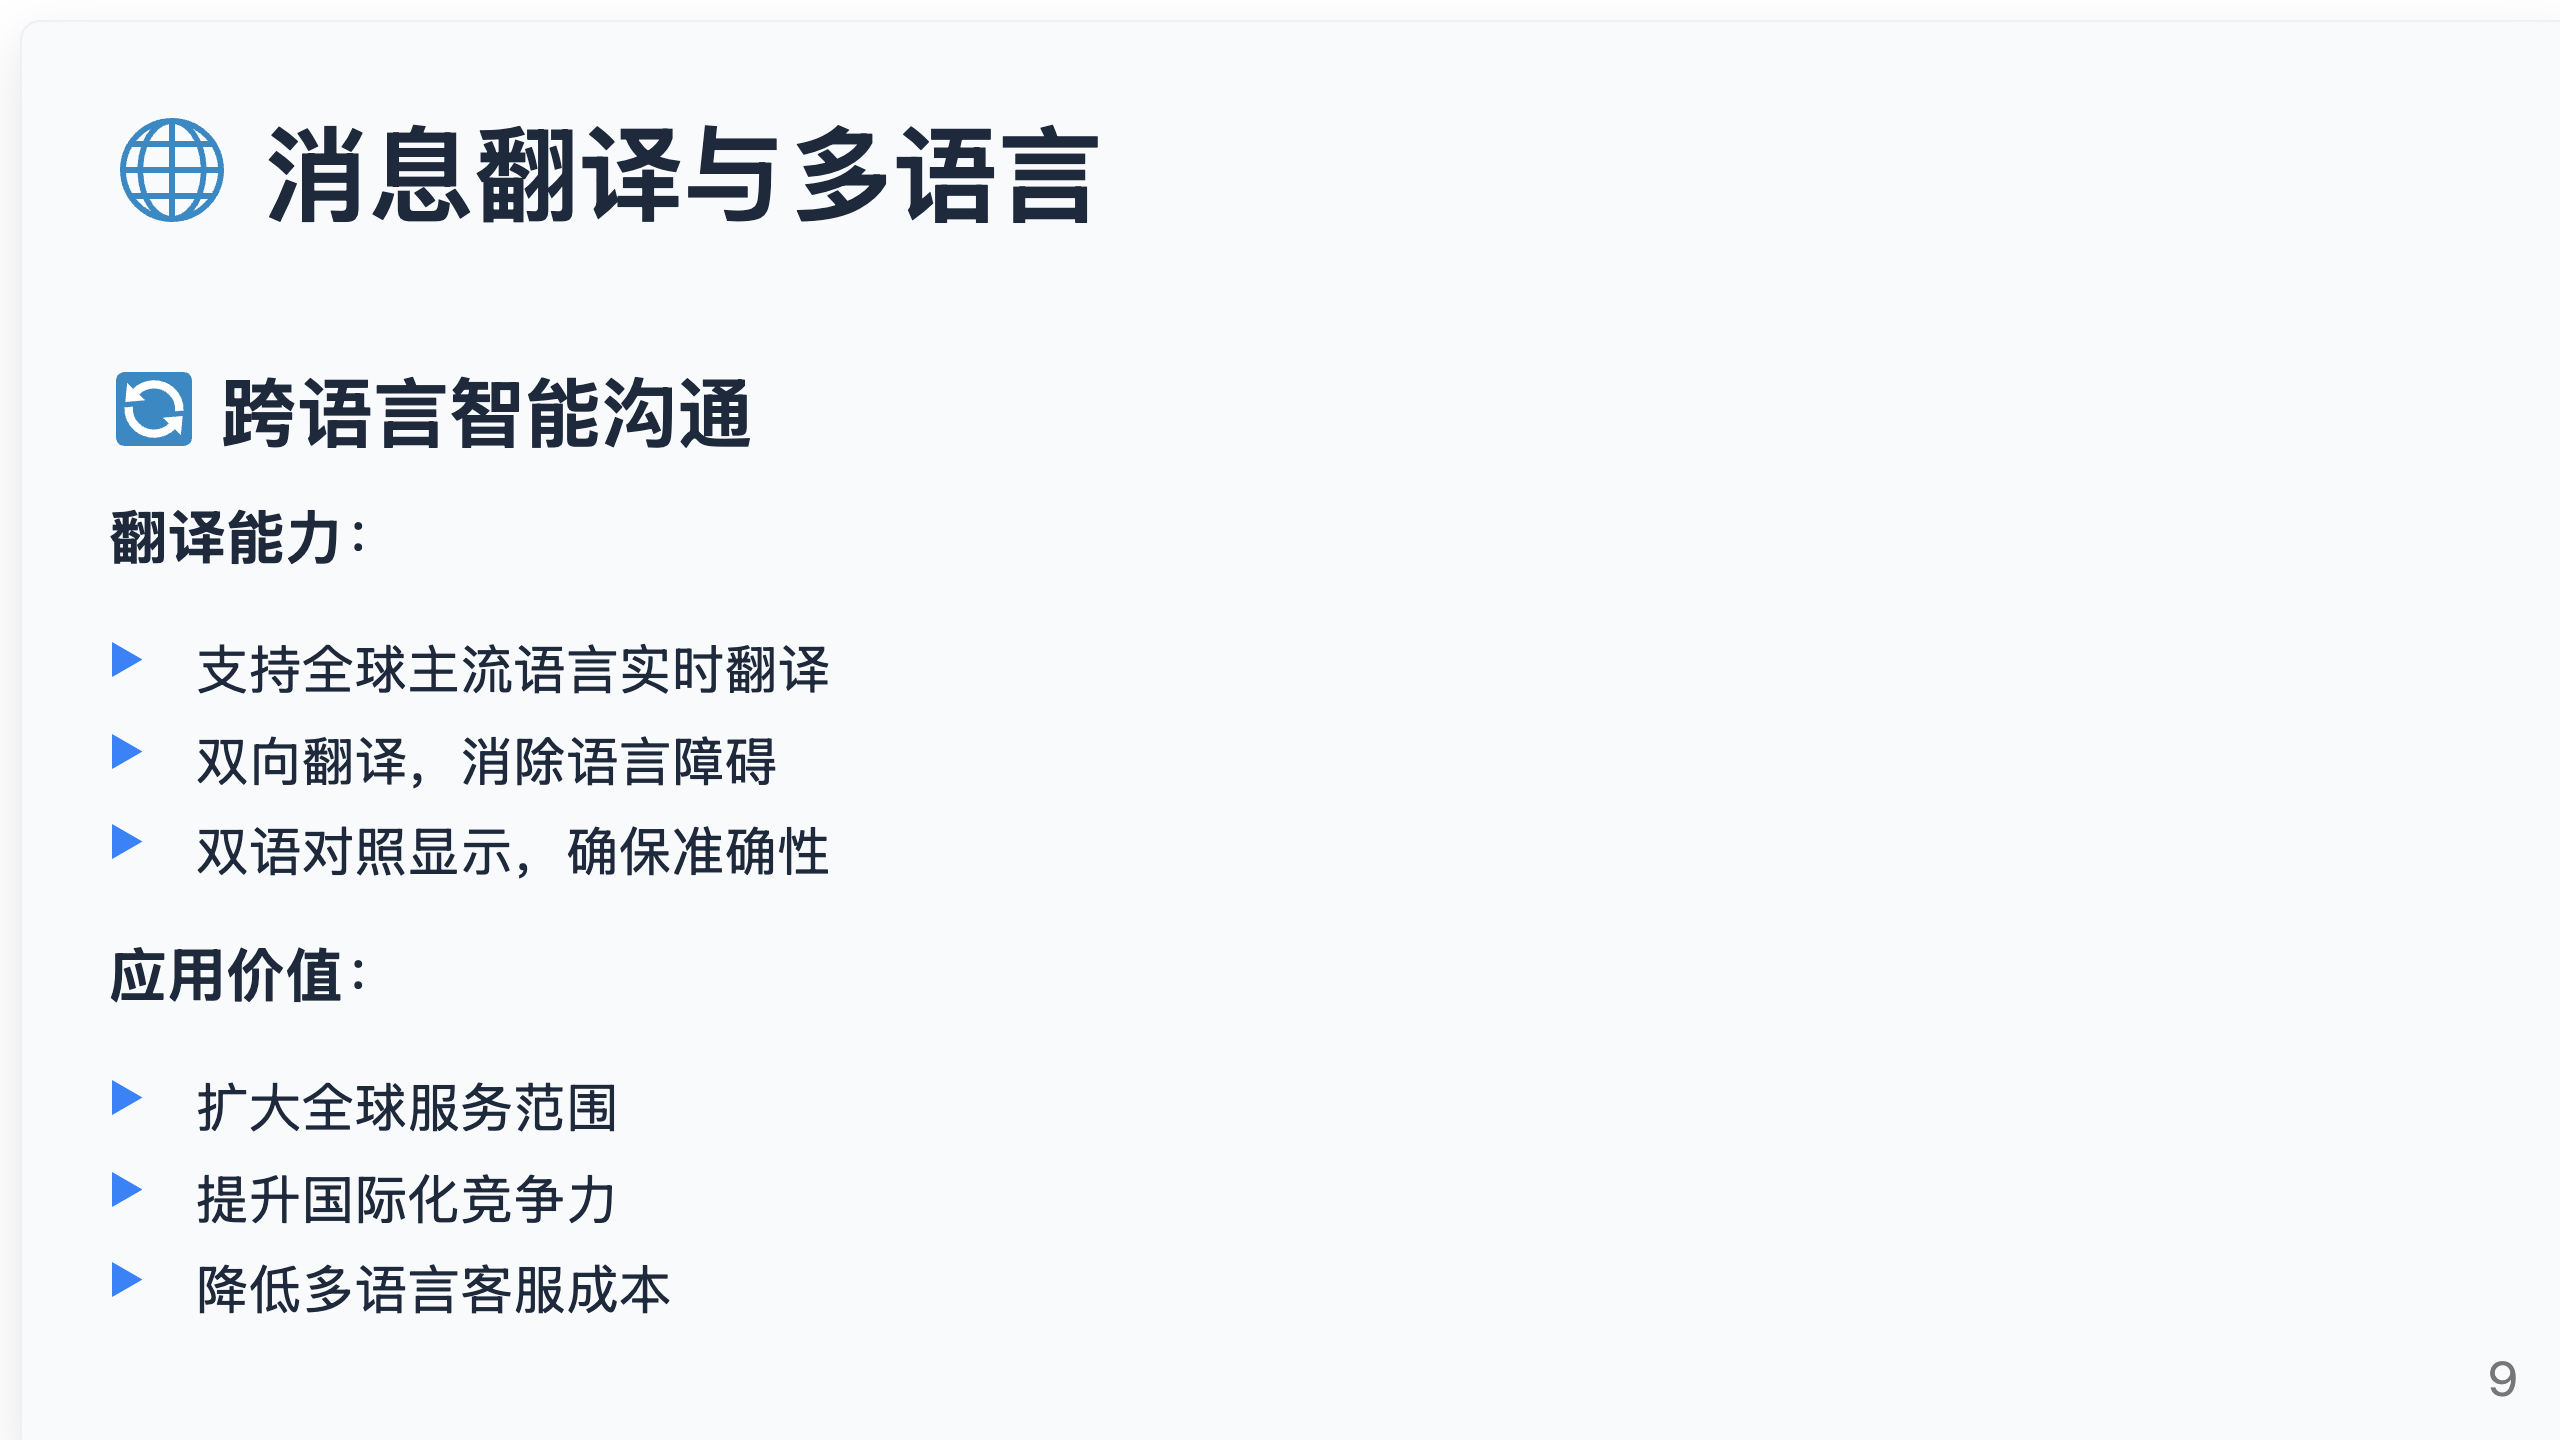 消息翻译与多语言
跨语言智能沟通
翻译能力：
支持全球主流语言实时翻译
双向翻译，消除语言障碍
双语对照显示，确保准确性
应用价值：
扩大全球服务范围
提升国际化竞争力
降低多语言客服成本
9